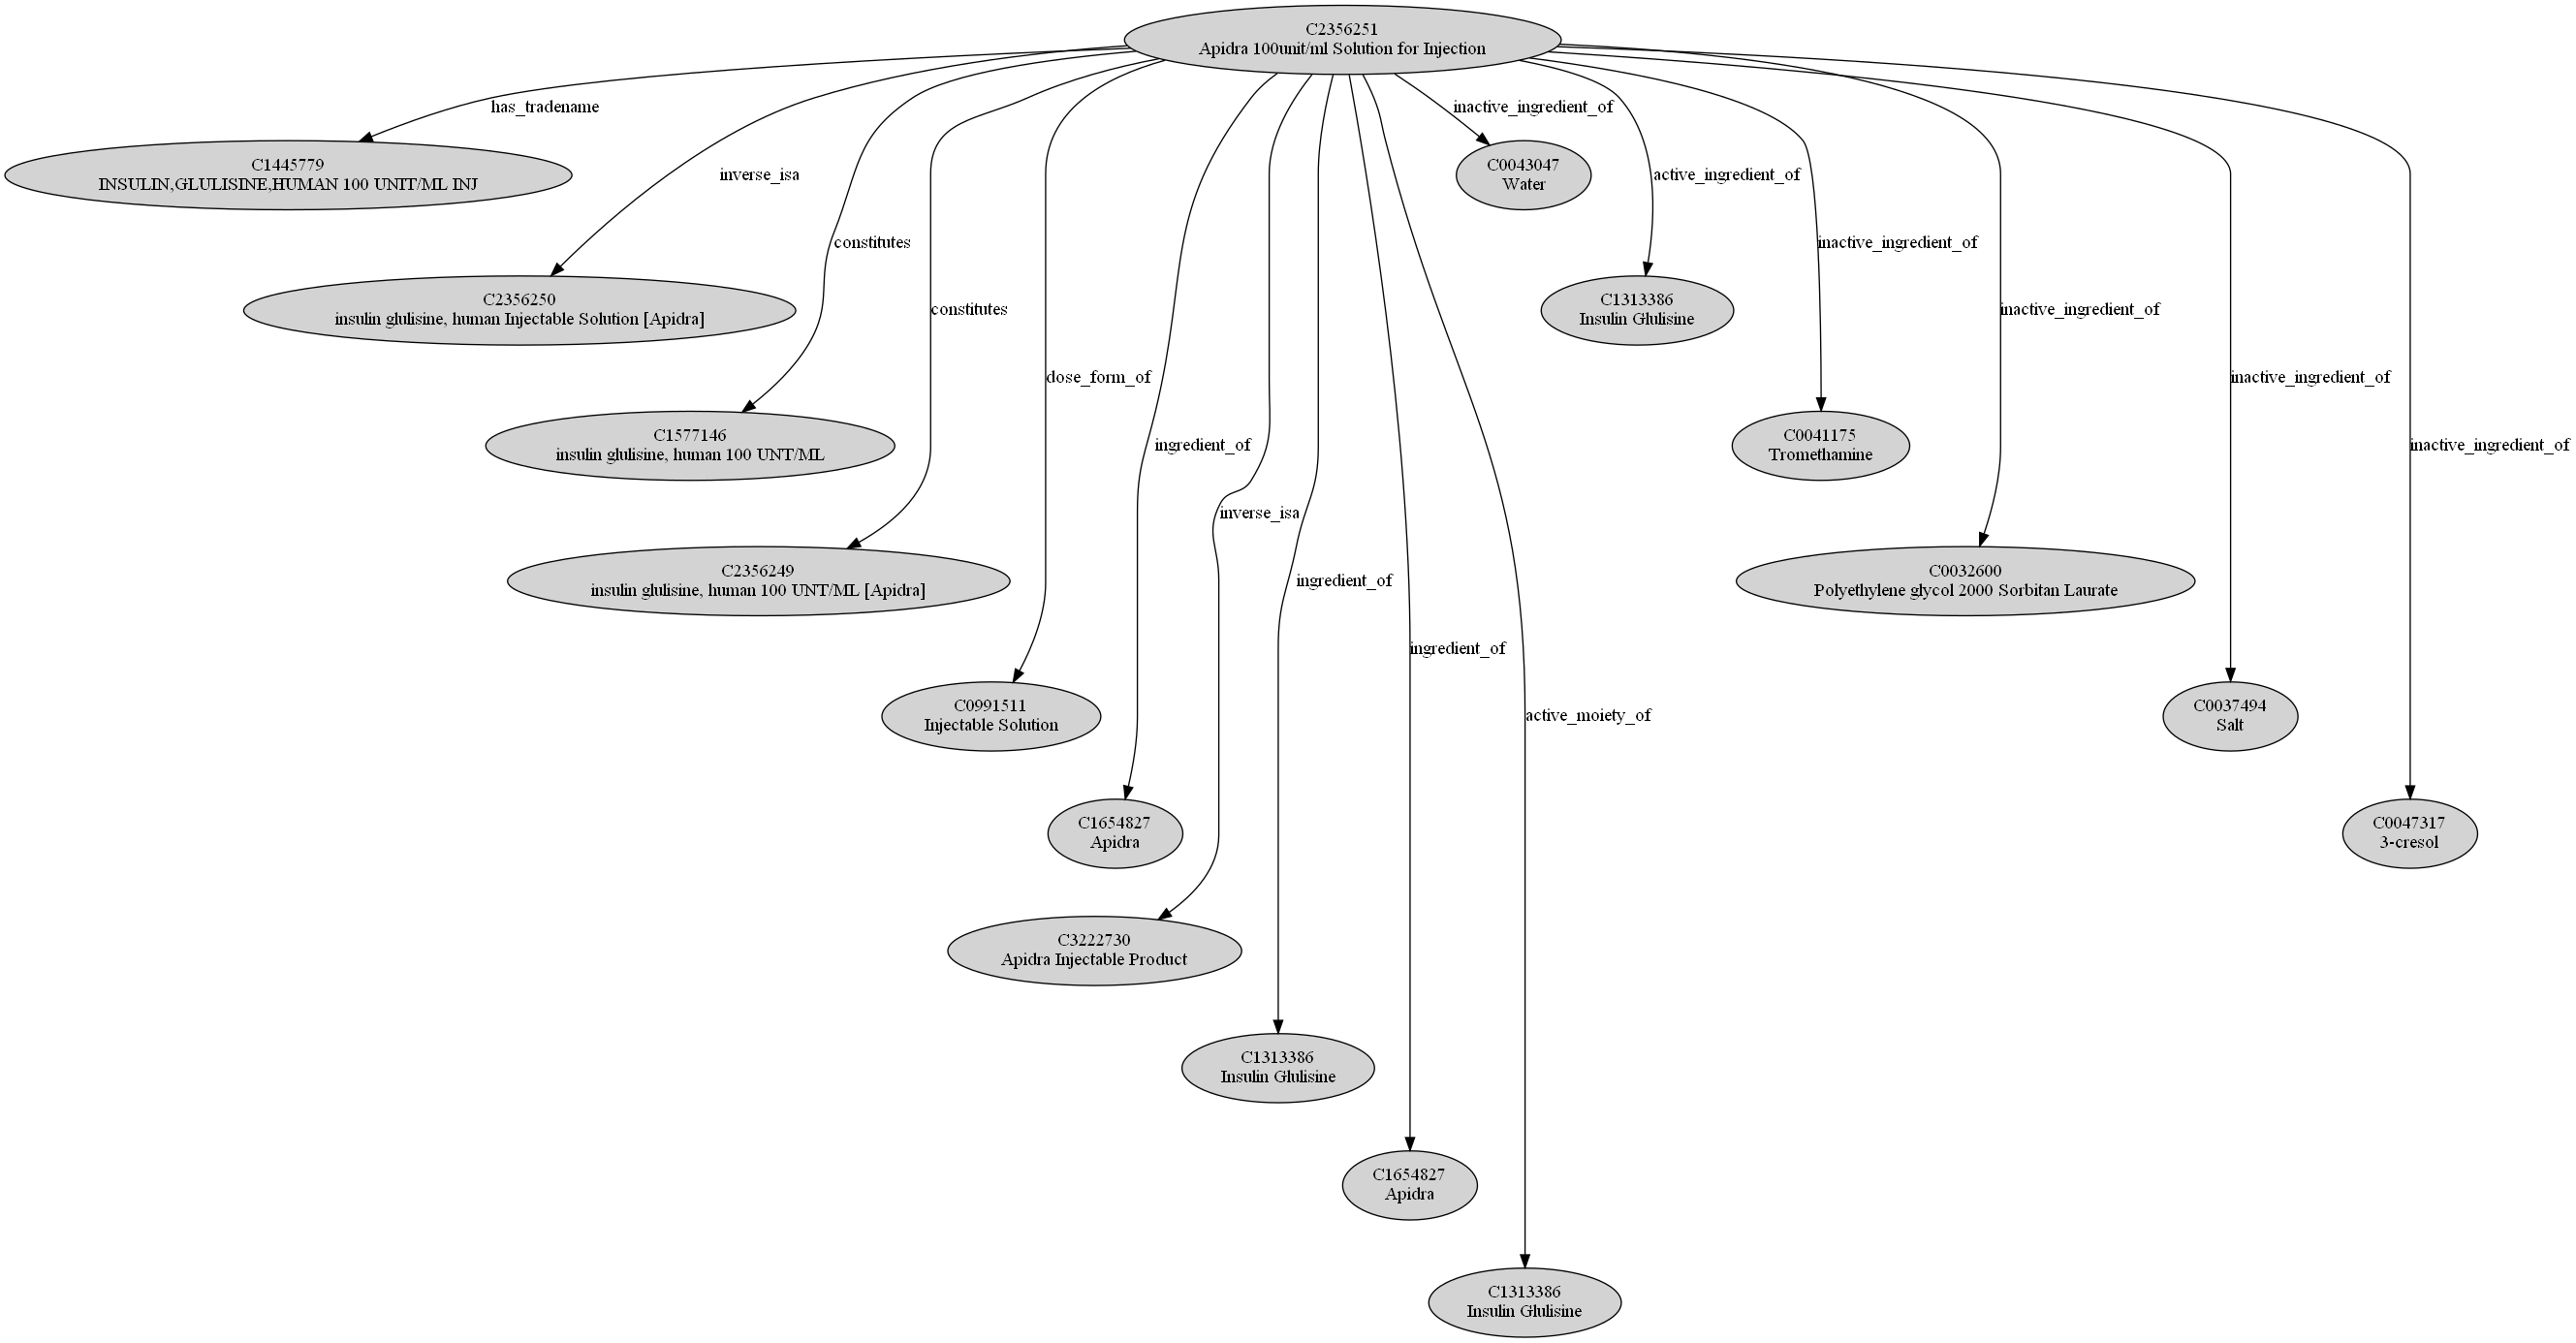 C2356251
Apidra 100unit/ml Solution for Injection
has_tradename
inactive_ingredient_of
C1445779
INSULIN,GLULISINE,HUMAN 100 UNIT/ML INJ
inverse_isa
C0043047
Water
active_ingredient_of
constitutes
inactive_ingredient_of
C2356250
insulin glulisine, human Injectable Solution [Apidra]
constitutes
C1313386
Insulin Glulisine
inactive_ingredient_of
dose_form_of
inactive_ingredient_of
C1577146
insulin glulisine, human 100 UNT/ML
ingredient_of
C0041175
Tromethamine
inactive_ingredient_of
inverse_isa
C2356249
insulin glulisine, human 100 UNT/ML [Apidra]
ingredient_of
C0032600
Polyethylene glycol 2000 Sorbitan Laurate
ingredient_of
C0991511
Injectable Solution
active_moiety_of
C0037494
Salt
C1654827
Apidra
C0047317
3-cresol
C3222730
Apidra Injectable Product
C1313386
Insulin Glulisine
C1654827
Apidra
C1313386
Insulin Glulisine